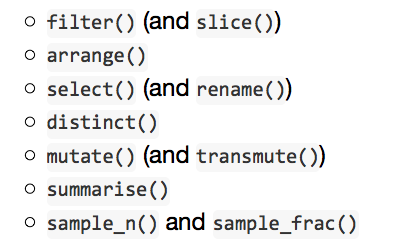 filter() (and slice())
arrange()
select() (and rename())
distinct()
mutate() (and transmute())
summarise()
sample_n() and sample_frac()